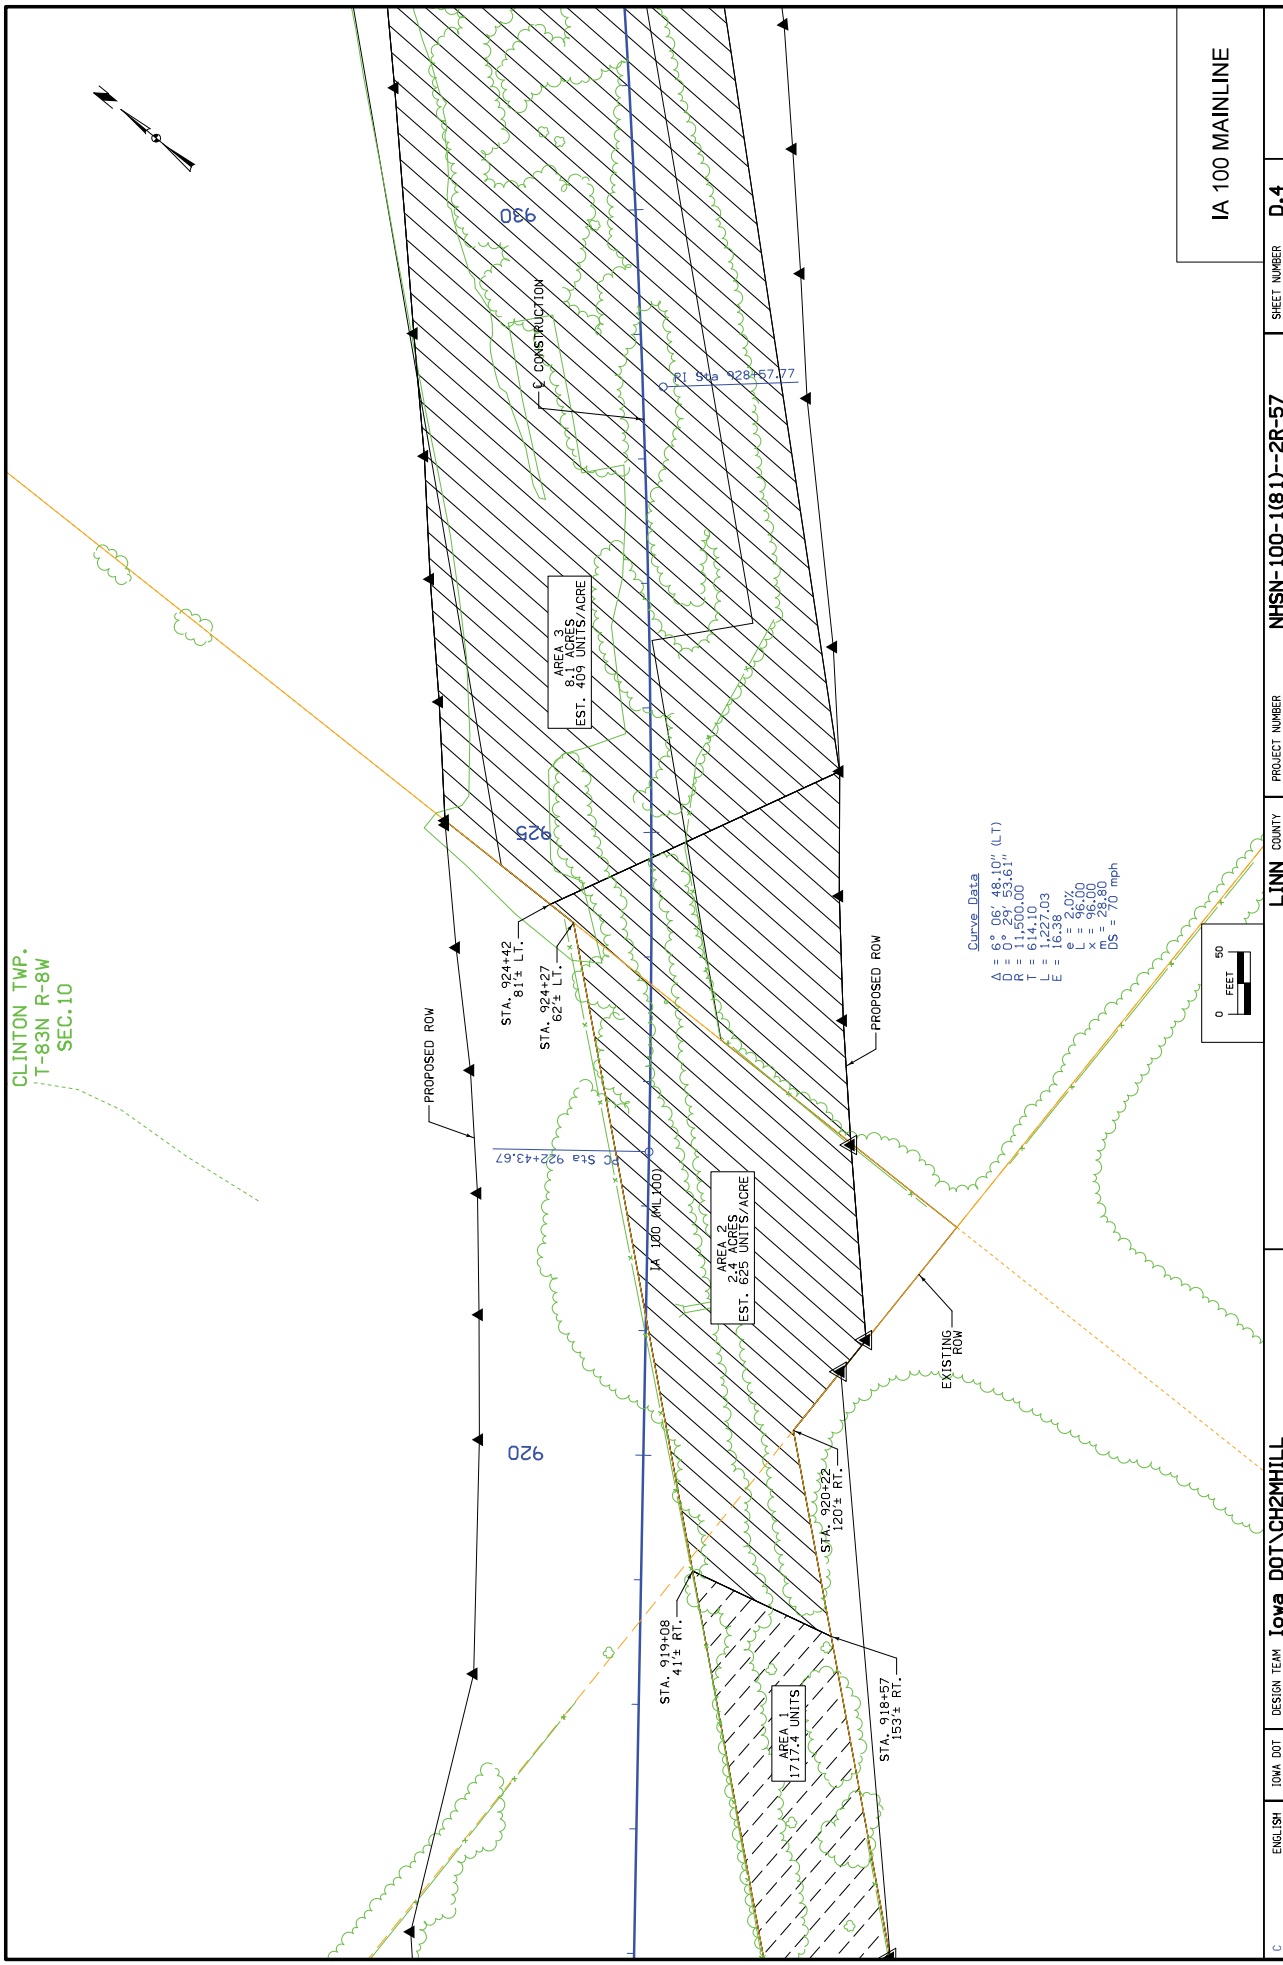 CLINTON TWP.
T-83N R-8W
SEC.10
N
PROPOSED ROW
STA. 924+42
81'± LT.
STA. 924+27
62'± LT.
920
925
930
PC Sta 922+43.67
IA 100 (ML100)
℄ CONSTRUCTION
PI Sta 928+57.77
AREA 3
8.1 ACRES
EST. 409 UNITS/ACRE
AREA 2
2.4 ACRES
EST. 625 UNITS/ACRE
STA. 919+08
41'± RT.
AREA 1
1717.4 UNITS
STA. 920+22
120'± RT.
STA. 918+57
153'± RT.
EXISTING
ROW
PROPOSED ROW
Curve Data
Δ = 6° 06' 48.10" (LT)
D = 0° 29' 53.61"
R = 11,500.00
T = 614.10
L = 1,227.03
E = 16.38
e = 2.0%
L = 96.00
x = 96.00
m = 28.80
DS = 70 mph
0 50
FEET
IA 100 MAINLINE
C
ENGLISH
IOWA DOT
DESIGN TEAM Iowa DOT\CH2MHILL
LINN COUNTY
PROJECT NUMBER NHSN-100-1(81)--2R-57
SHEET NUMBER D.4